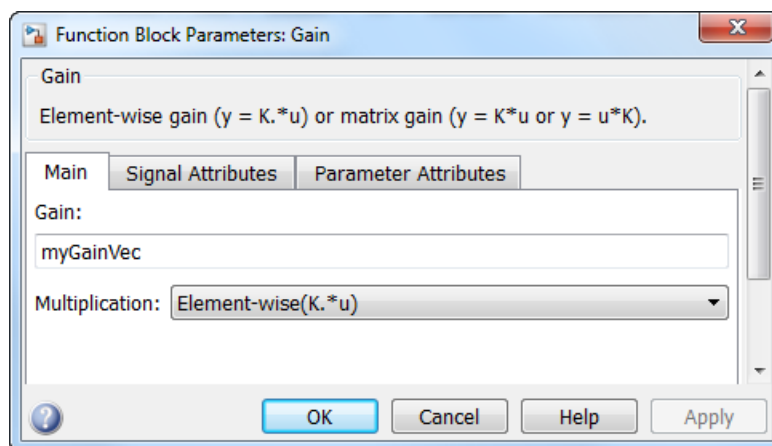 Function Block Parameters: Gain
Gain
Element-wise gain (y = K.*u) or matrix gain (y = K*u or y = u*K).
Main Signal Attributes Parameter Attributes
Gain:
myGainVec
Multiplication: Element-wise(K.*u)
? OK Cancel Help Apply